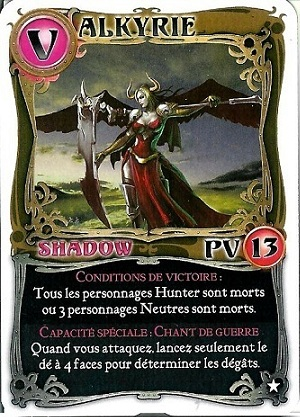 VALKYRIE
SHADOW PV 13
CONDITIONS DE VICTOIRE :
Tous les personnages Hunter sont morts
ou 3 personnages Neutres sont morts.
CAPACITÉ SPÉCIALE : CHANT DE GUERRE
Quand vous attaquez, lancez seulement le
dé à 4 faces pour déterminer les dégâts.